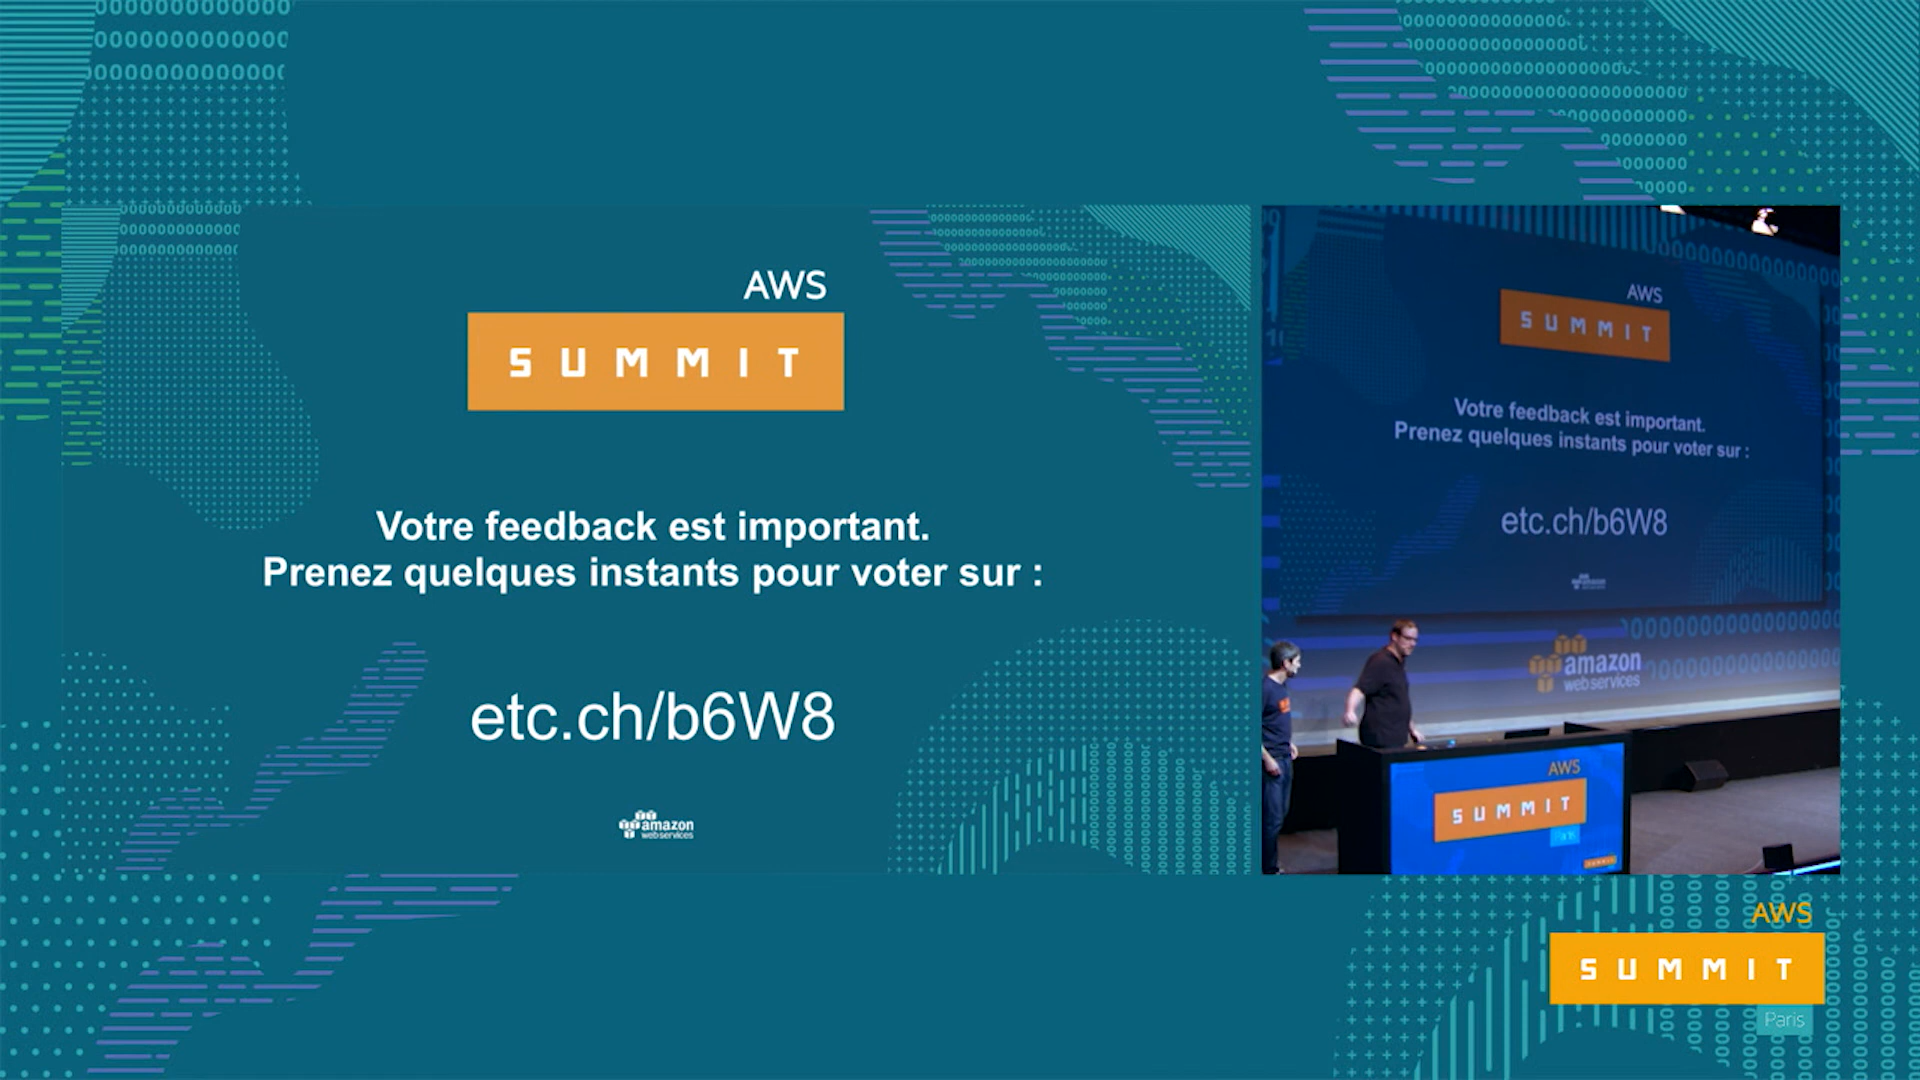 AWS
SUMMIT
Votre feedback est important.
Prenez quelques instants pour voter sur :
etc.ch/b6W8
amazon
webservices
AWS
SUMMIT
Votre feedback est important.
Prenez quelques instants pour voter sur :
etc.ch/b6W8
amazon
webservices
AWS
SUMMIT
AWS
SUMMIT
Paris